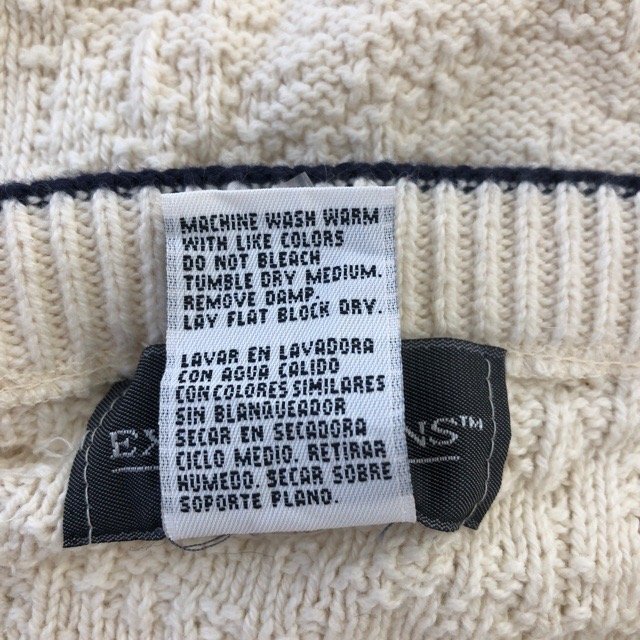 MACHINE WASH WARM
WITH LIKE COLORS
DO NOT BLEACH
TUMBLE DRY MEDIUM.
REMOVE DAMP,
LAY FLAT BLOCK DRY.
LAVAR EN LAVADORA
CON AGUA CALIDO
CON COLORES SIMILARES
SIN BLANQUEADOR
SECAR EN SECADORA
CILLO MEDIO, RETIRAR
HUMEDO, SECAR SOBRE
SOPORTE PLANO.